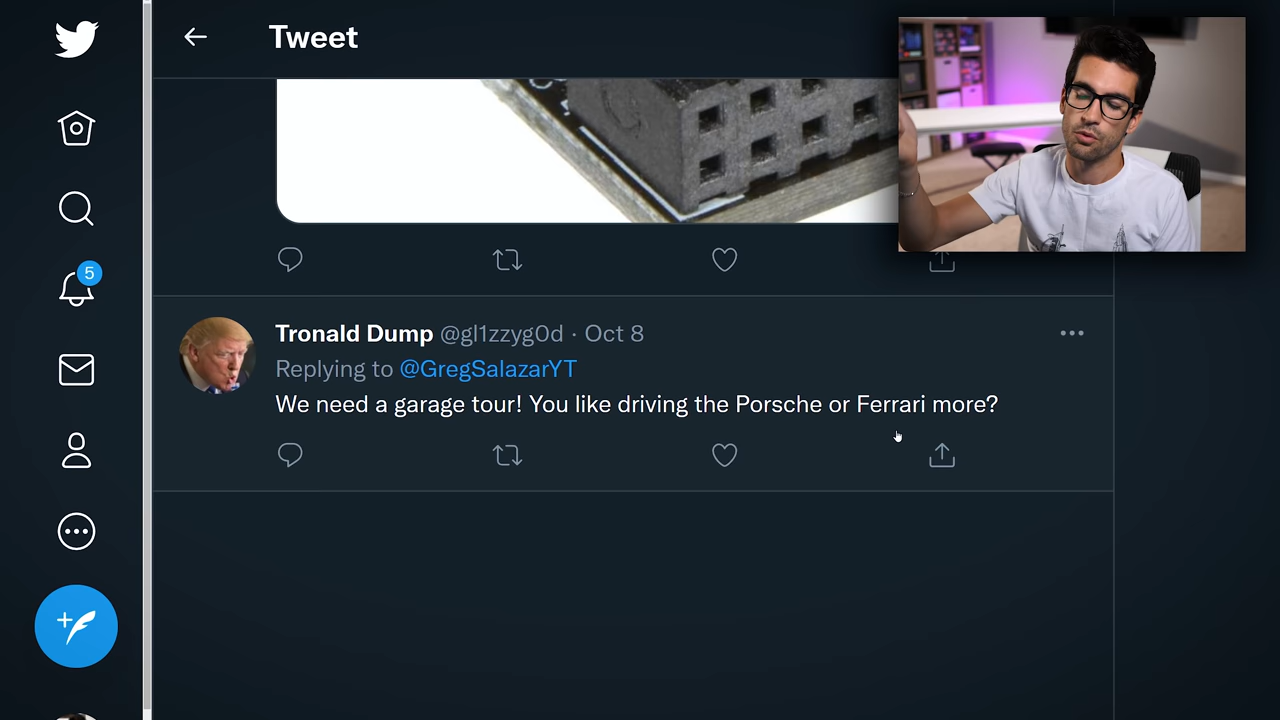 Tweet
5
Tronald Dump @gl1zzyg0d · Oct 8
Replying to @GregSalazarYT
We need a garage tour! You like driving the Porsche or Ferrari more?